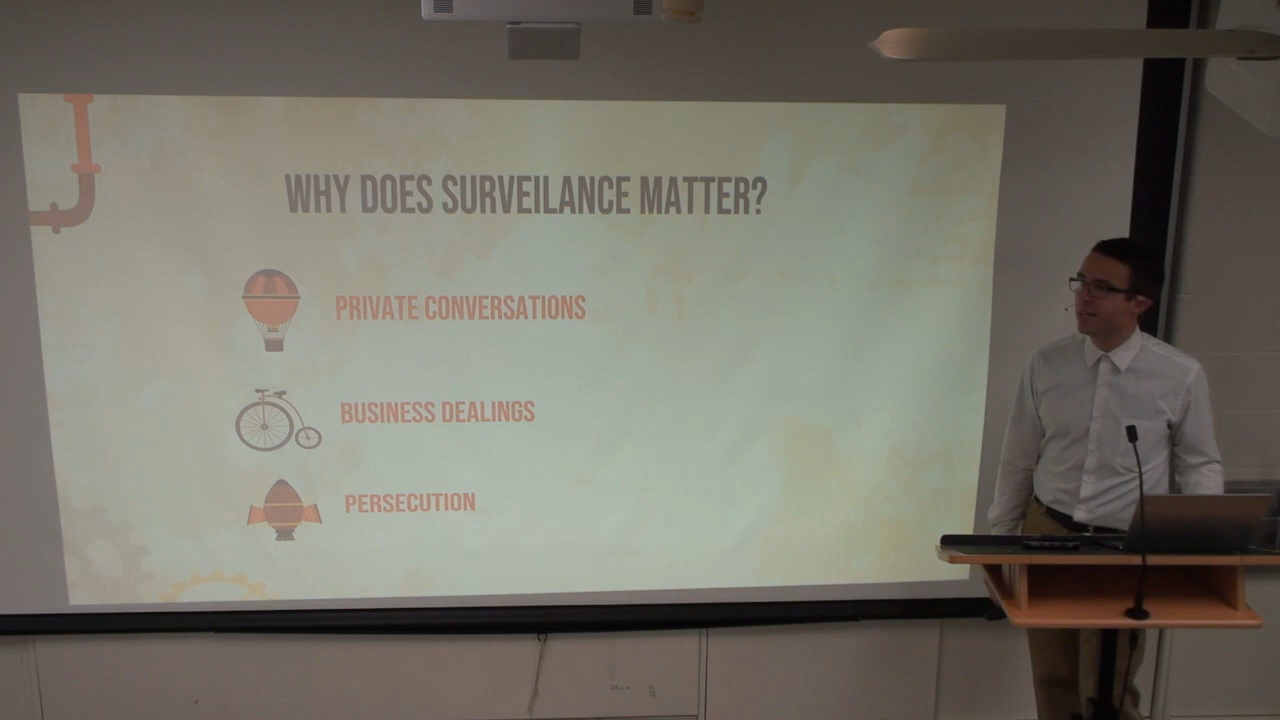 WHY DOES SURVEILANCE MATTER?
PRIVATE CONVERSATIONS
BUSINESS DEALINGS
PERSECUTION